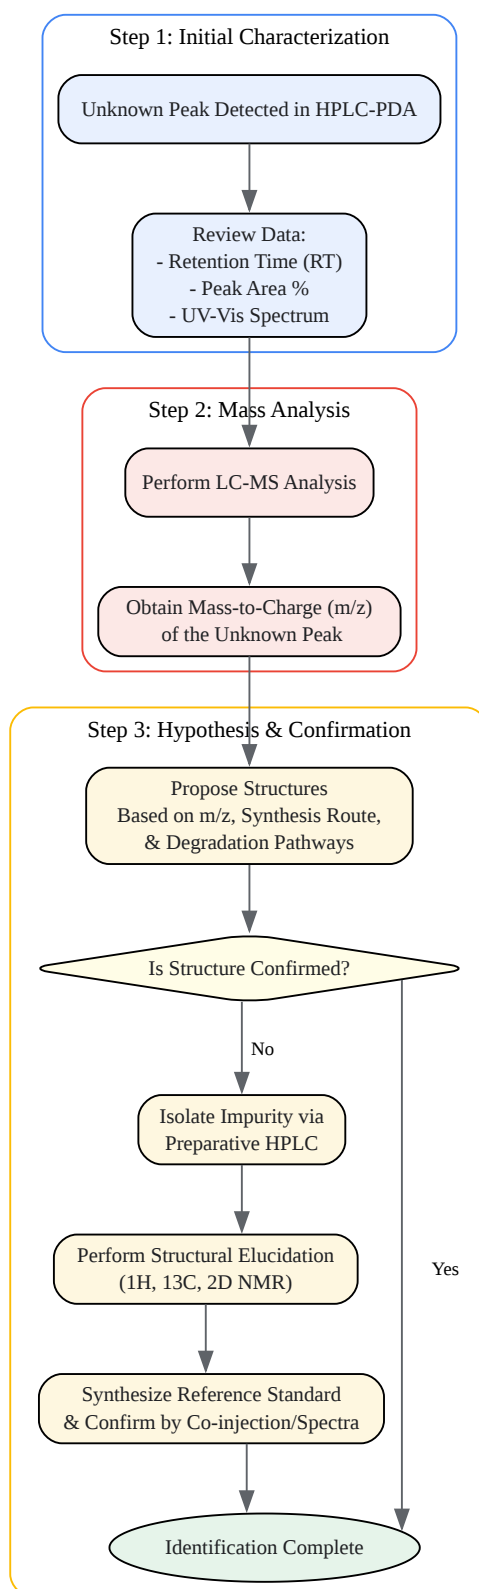 Step 1: Initial Characterization
Unknown Peak Detected in HPLC-PDA
Review Data:
- Retention Time (RT)
- Peak Area %
- UV-Vis Spectrum
Step 2: Mass Analysis
Perform LC-MS Analysis
Obtain Mass-to-Charge (m/z)
of the Unknown Peak
Step 3: Hypothesis & Confirmation
Propose Structures
Based on m/z, Synthesis Route,
& Degradation Pathways
Is Structure Confirmed?
No
Isolate Impurity via
Preparative HPLC
Perform Structural Elucidation
(1H, 13C, 2D NMR)
Yes
Synthesize Reference Standard
& Confirm by Co-injection/Spectra
Identification Complete